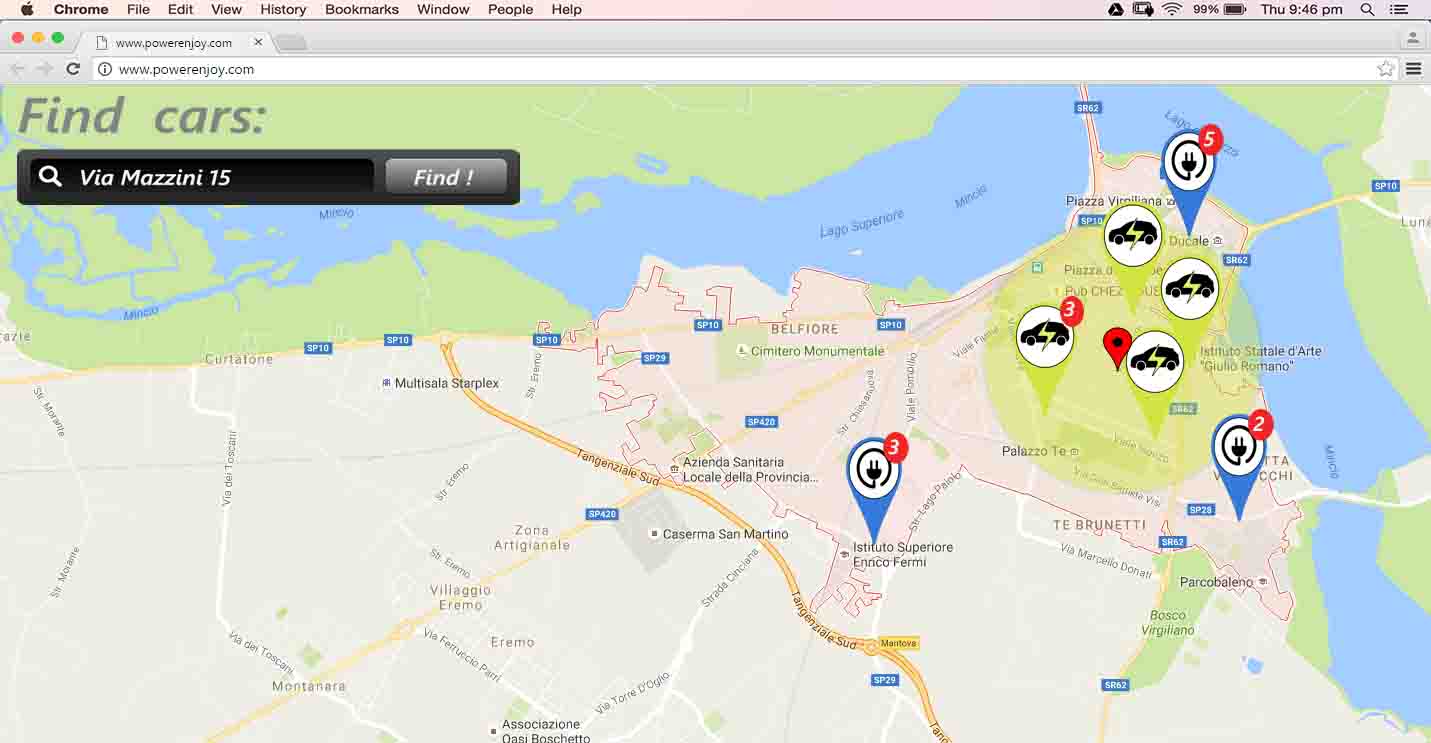 Chrome File Edit View History Bookmarks Window People Help 99% Thu 9:46 pm
www.powerenjoy.com
www.powerenjoy.com
Find cars:
Via Mazzini 15 Find !
SR62
5
SP10
Piazza Virgiliana
SP10
Mincio
Mincio
Lago Superiore
Ducale
SR62
Mincio
Pub CHEZ
3
SP10
SP10
SP10
SP10
SP10
BELFIORE
Viale Fiume
Cimitero Monumentale
SP29
Curtatone
Istituto Statale d'Arte
"Giulio Romano"
Multisala Starplex
Str. Eremo
Str. Chiesanuova
Viale Pompilio
Str. Morante
SR62
SP420
2
Palazzo Te
3
Mincio
Tangenziale Sud
Azienda Sanitaria
Locale della Provincia...
Via dei Toscani
Str. Eremo
Str. Lago Paiolo
SP420
SP28
Zona
Artigianale
Caserma San Martino
TE BRUNETTI
SR62
Istituto Superiore
Enrico Fermi
Via Marcello Donati
Str. Eremo
Str. Morante
Strada Cinciana
Parcobaleno
Villaggio
Eremo
Tangenziale Sud
Bosco
Virgiliano
Eremo
Mantova
Via dei Toscani
Via Ferruccio Parri
SP29
SR62
Montanara
Via Torre D'Oglio
Associazione
Oasi Boschetto